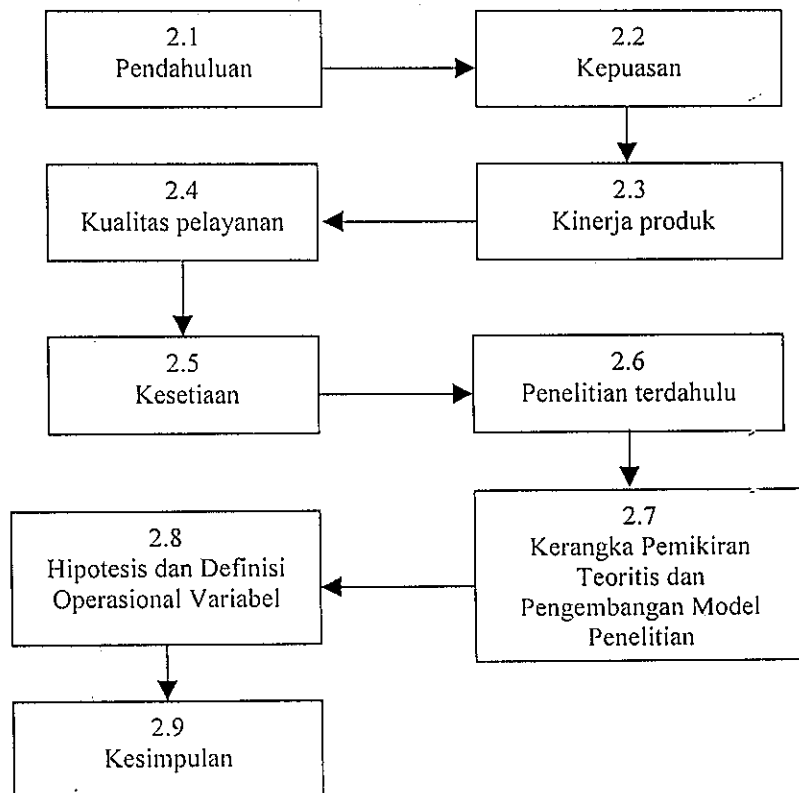 2.1
Pendahuluan
2.2
Kepuasan
2.3
Kinerja produk
2.4
Kualitas pelayanan
2.5
Kesetiaan
2.6
Penelitian terdahulu
2.7
Kerangka Pemikiran
Teoritis dan
Pengembangan Model
Penelitian
2.8
Hipotesis dan Definisi
Operasional Variabel
2.9
Kesimpulan